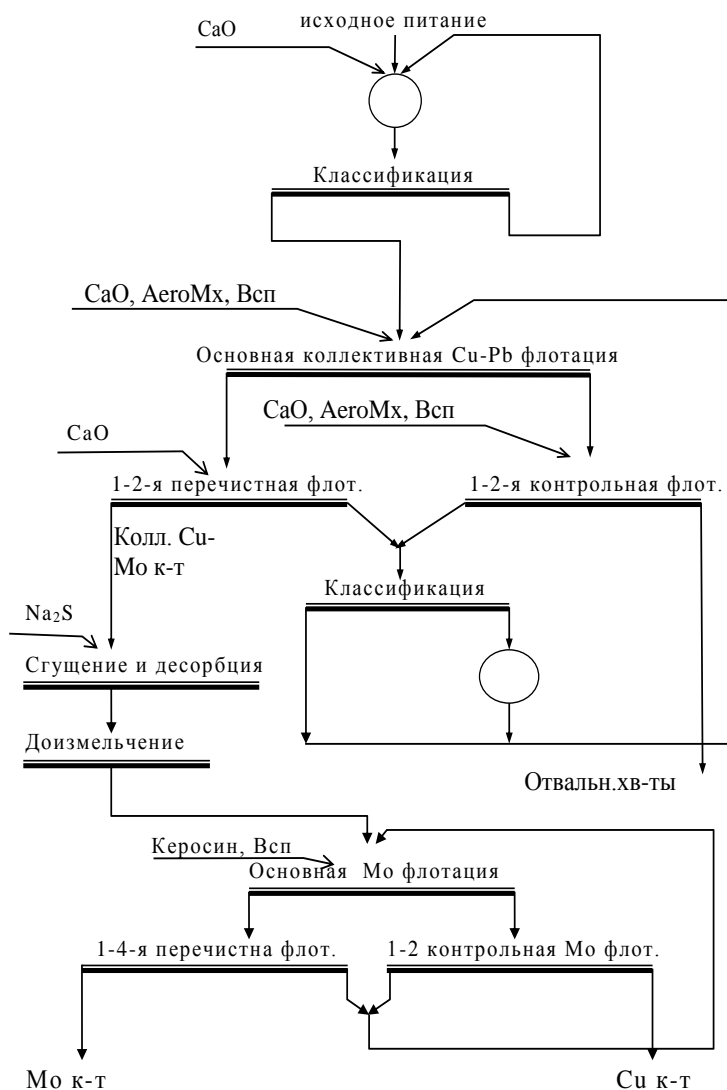 исходное питание
CaO
Классификация
CaO, AeroMx, Всп
Основная коллективная Cu-Pb флотация
CaO, AeroMx, Всп
CaO
1-2-я перечистная флот.
1-2-я контрольная флот.
Колл. Cu-
Mo к-т
Классификация
Na₂S
Сгущение и десорбция
Доизмельчение
Отвальн.хв-ты
Керосин, Всп
Основная Mo флотация
1-4-я перечистна флот.
1-2 контрольная Mo флот.
Mo к-т
Cu к-т